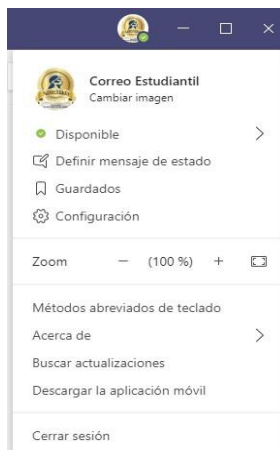 Correo Estudiantil
Cambiar imagen
Disponible
Definir mensaje de estado
Guardados
Configuración
Zoom — (100 %) +
Métodos abreviados de teclado
Acerca de
Buscar actualizaciones
Descargar la aplicación móvil
Cerrar sesión